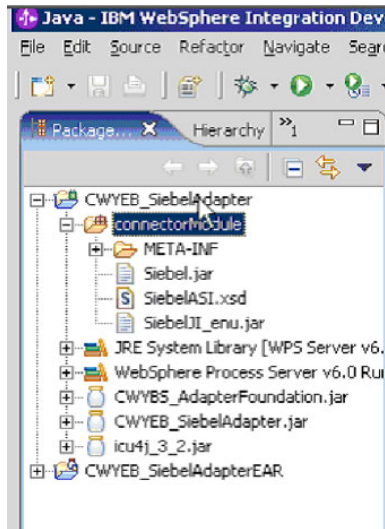 Java - IBM WebSphere Integration Dev
File Edit Source Refactor Navigate Sear
Package... Hierarchy »1
CWYEB_SiebelAdapter
connectorModule
META-INF
Siebel.jar
SiebelASI.xsd
SiebelJI_enu.jar
JRE System Library [WPS Server v6.
WebSphere Process Server v6.0 Run
CWYBS_AdapterFoundation.jar
CWYEB_SiebelAdapter.jar
icu4j_3_2.jar
CWYEB_SiebelAdapterEAR